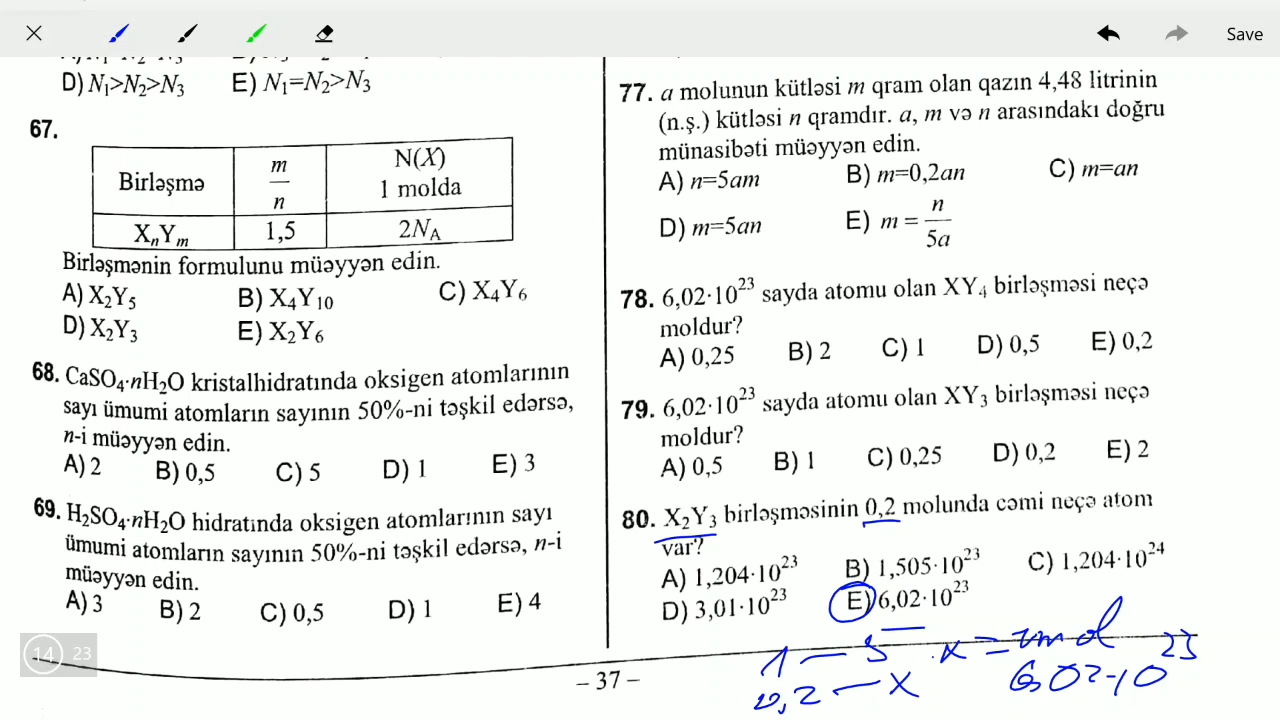 Save
D) N₁>N₂>N₃ E) N₁=N₂>N₃
67.
Birləşmə m/n N(X) 1 molda
XₙYₘ 1,5 2N_A
Birləşmənin formulunu müəyyən edin.
A) X₂Y₅ B) X₄Y₁₀ C) X₄Y₆
D) X₂Y₃ E) X₂Y₆
68. CaSO₄·nH₂O kristalhidratında oksigen atomlarının
sayı ümumi atomların sayının 50%-ni təşkil edərsə,
n-i müəyyən edin.
A) 2 B) 0,5 C) 5 D) 1 E) 3
69. H₂SO₄·nH₂O hidratında oksigen atomlarının sayı
ümumi atomların sayının 50%-ni təşkil edərsə, n-i
müəyyən edin.
A) 3 B) 2 C) 0,5 D) 1 E) 4
14 23
77. a molunun kütləsi m qram olan qazın 4,48 litrinin
(n.ş.) kütləsi n qramdır. a, m və n arasındakı doğru
münasibəti müəyyən edin.
A) n=5am B) m=0,2an C) m=an
D) m=5an E) m = n/5a
78. 6,02·10²³ sayda atomu olan XY₄ birləşməsi neçə
moldur?
A) 0,25 B) 2 C) 1 D) 0,5 E) 0,2
79. 6,02·10²³ sayda atomu olan XY₃ birləşməsi neçə
moldur?
A) 0,5 B) 1 C) 0,25 D) 0,2 E) 2
80. X₂Y₃ birləşməsinin 0,2 molunda cəmi neçə atom
var?
A) 1,204·10²³ B) 1,505·10²³ C) 1,204·10²⁴
D) 3,01·10²³ E) 6,02·10²³
1 — 5 x = 1 mol
0,2 — x 6,02·10²³
– 37 –